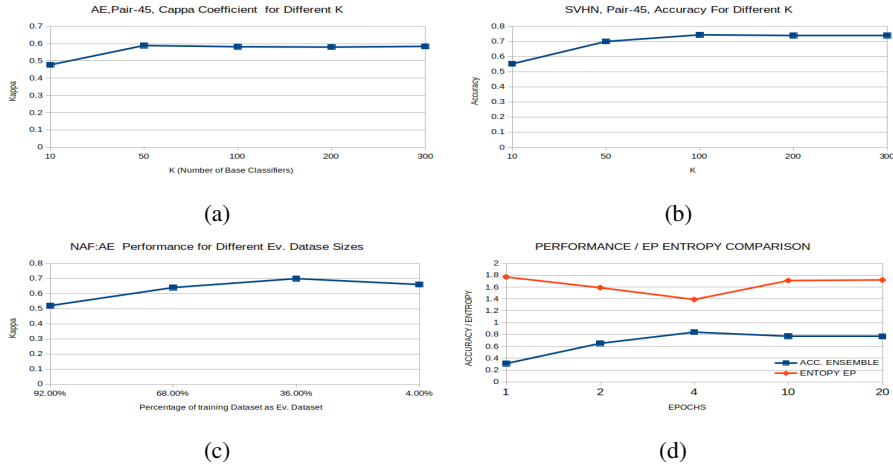 AE,Pair-45, Cappa Coefficient for Different K
0.7
0.6
0.5
0.4
0.3
0.2
0.1
0
Kappa
10 50 100 200 300
K (Number of Base Classifiers)
(a)
SVHN, Pair-45, Accuracy For Different K
0.8
0.7
0.6
0.5
0.4
0.3
0.2
0.1
0
Accuracy
10 50 100 200 300
K
(b)
NAF:AE Performance for Different Ev. Datase Sizes
0.8
0.7
0.6
0.5
0.4
0.3
0.2
0.1
0
Kappa
92.00% 68.00% 36.00% 4.00%
Percentage of training Dataset as Ev. Dataset
(c)
PERFORMANCE / EP ENTROPY COMPARISON
2
1.8
1.6
1.4
1.2
1
0.8
0.6
0.4
0.2
0
ACCURACY / ENTROPY
ACC. ENSEMBLE
ENTOPY EP
1 2 4 10 20
EPOCHS
(d)